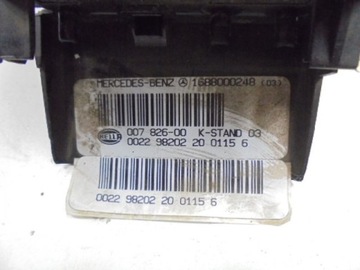 MERCEDES-BENZ 1688000248 (03)
HELLA 007 826-00 K-STAND 03
0022 98202 20 0115 6
0022 98202 20 0115 6